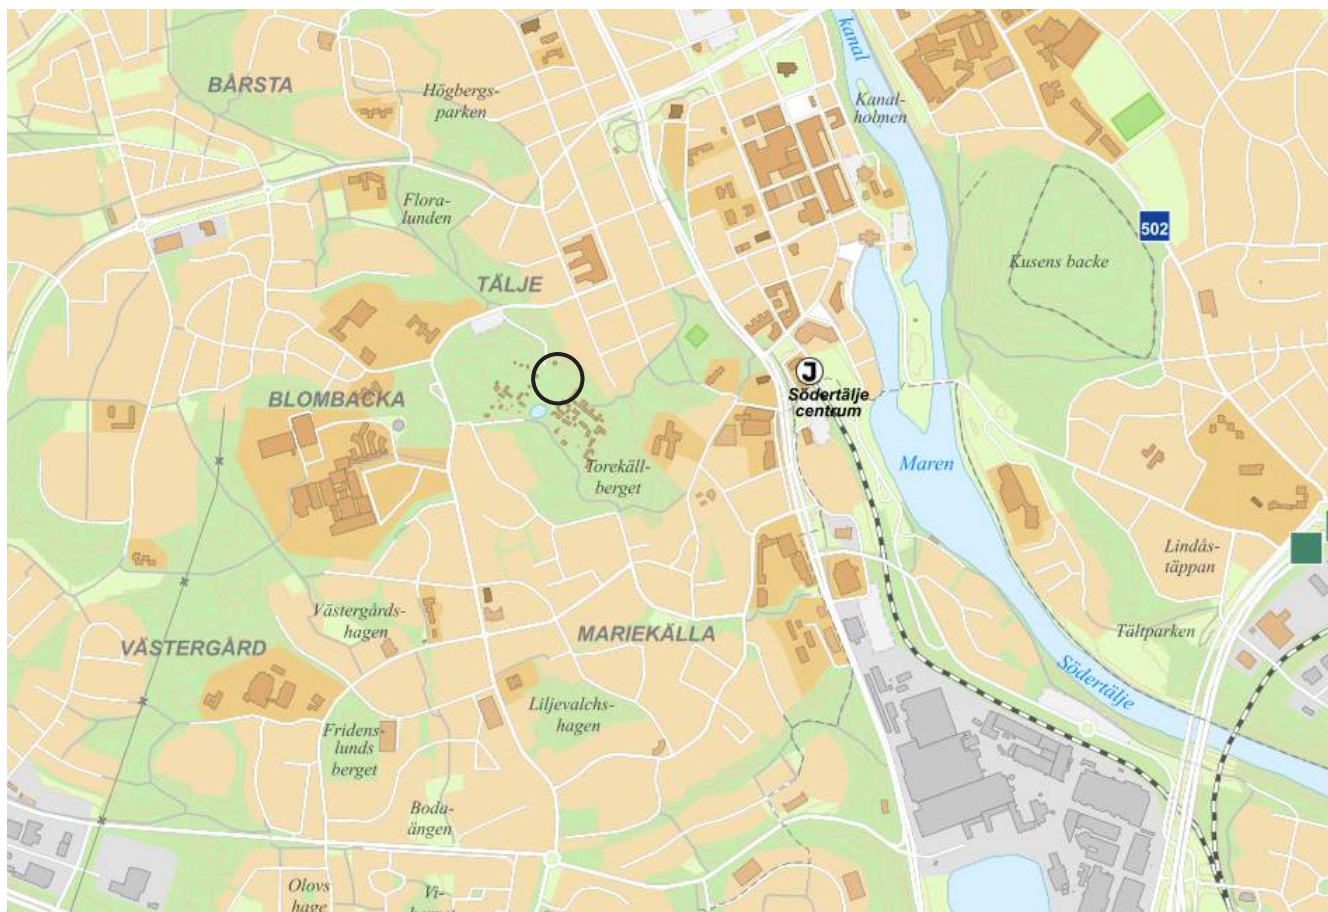 kanal
BÅRSTA
Högbergs-
parken
Kanal-
holmen
Flora-
lunden
502
Kusens backe
TÄLJE
J
Södertälje
centrum
BLOMBACKA
Maren
Torekäll-
berget
Lindås-
täppan
Västergårds-
hagen
MARIEKÄLLA
Tältparken
VÄSTERGÅRD
Södertälje
Liljevalchs-
hagen
Fridens-
lunds
berget
Boda-
ängen
Olovs
hage
Vi-